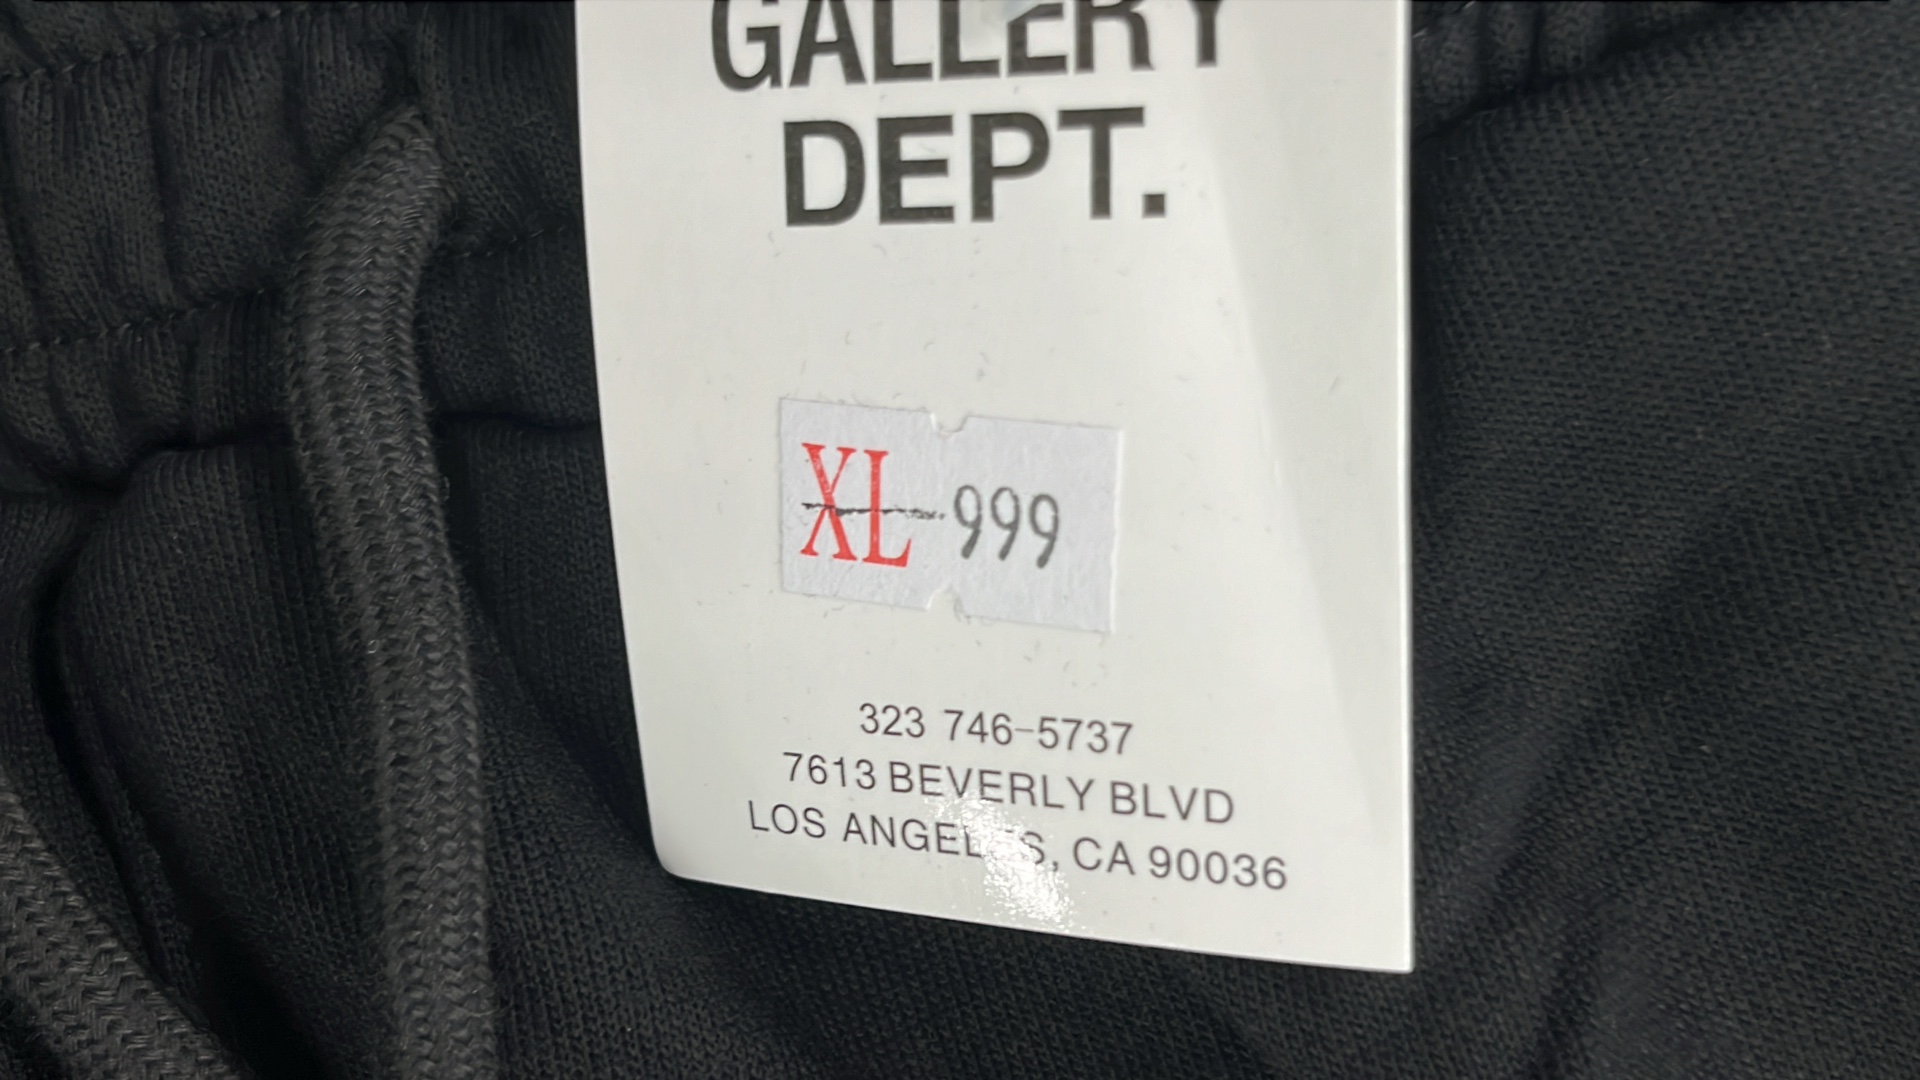 GALLERY
DEPT.
XL 999
323 746-5737
7613 BEVERLY BLVD
LOS ANGELES, CA 90036